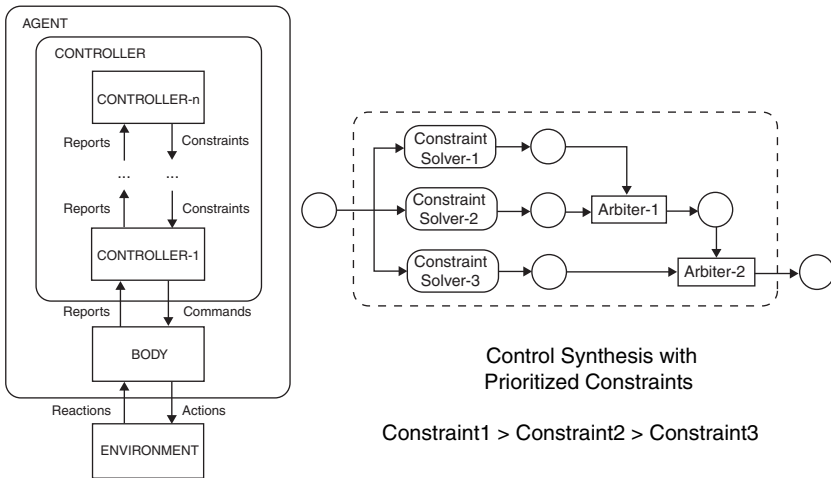 AGENT
CONTROLLER
CONTROLLER-n
Reports
Constraints
...
...
Reports
Constraints
CONTROLLER-1
Reports
Commands
BODY
Reactions
Actions
ENVIRONMENT
Constraint
Solver-1
Constraint
Solver-2
Arbiter-1
Constraint
Solver-3
Arbiter-2
Control Synthesis with
Prioritized Constraints
Constraint1 > Constraint2 > Constraint3